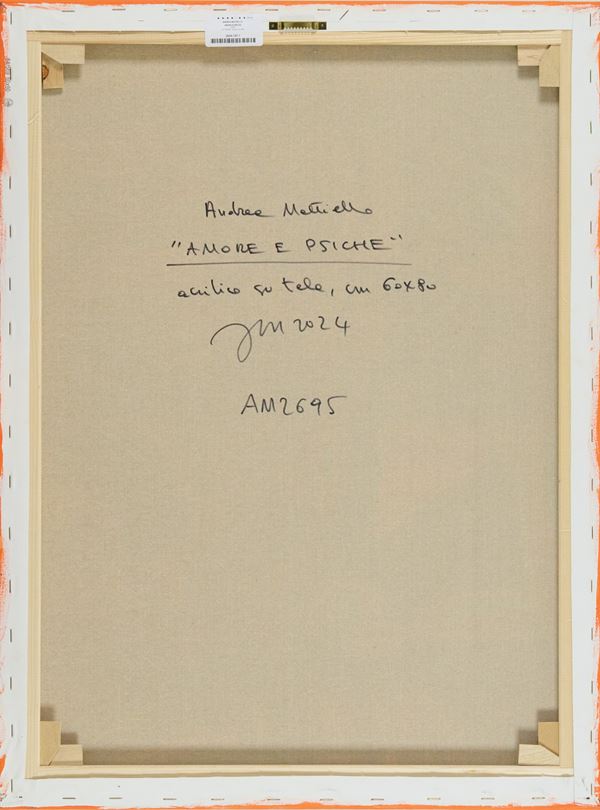 Andrea Mattiello
"AMORE E PSICHE"
acrilico su tela, cm 60x80
2024
AM2695